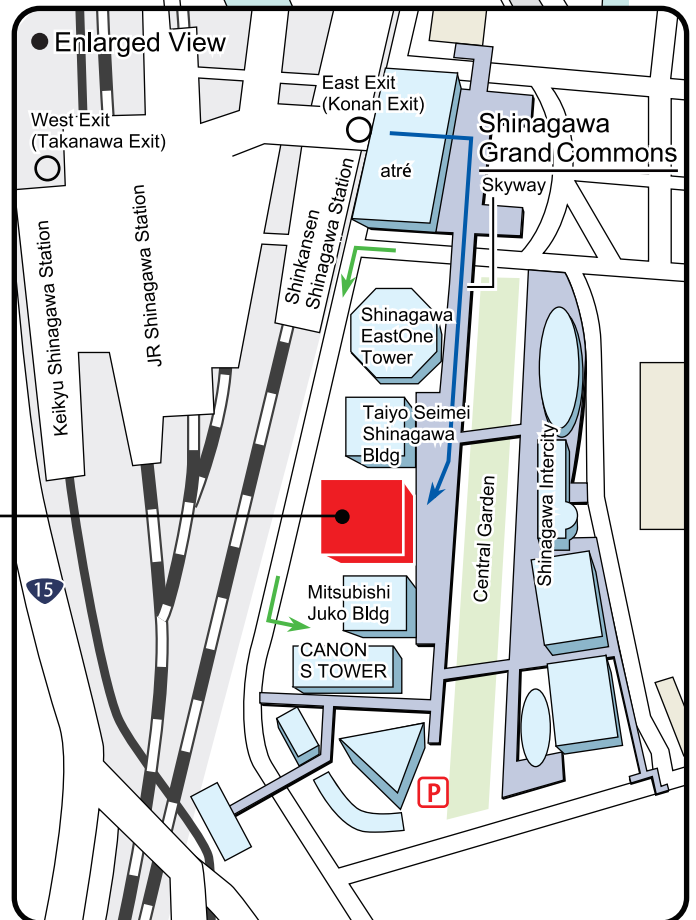 ● Enlarged View
East Exit
(Konan Exit)
West Exit
(Takanawa Exit)
Shinagawa
Grand Commons
Skyway
atré
Shinkansen
Shinagawa Station
JR Shinagawa Station
Keikyu Shinagawa Station
Shinagawa
EastOne
Tower
Taiyo Seimei
Shinagawa
Bldg
Shinagawa Intercity
Central Garden
15
Mitsubishi
Juko Bldg
CANON
S TOWER
P